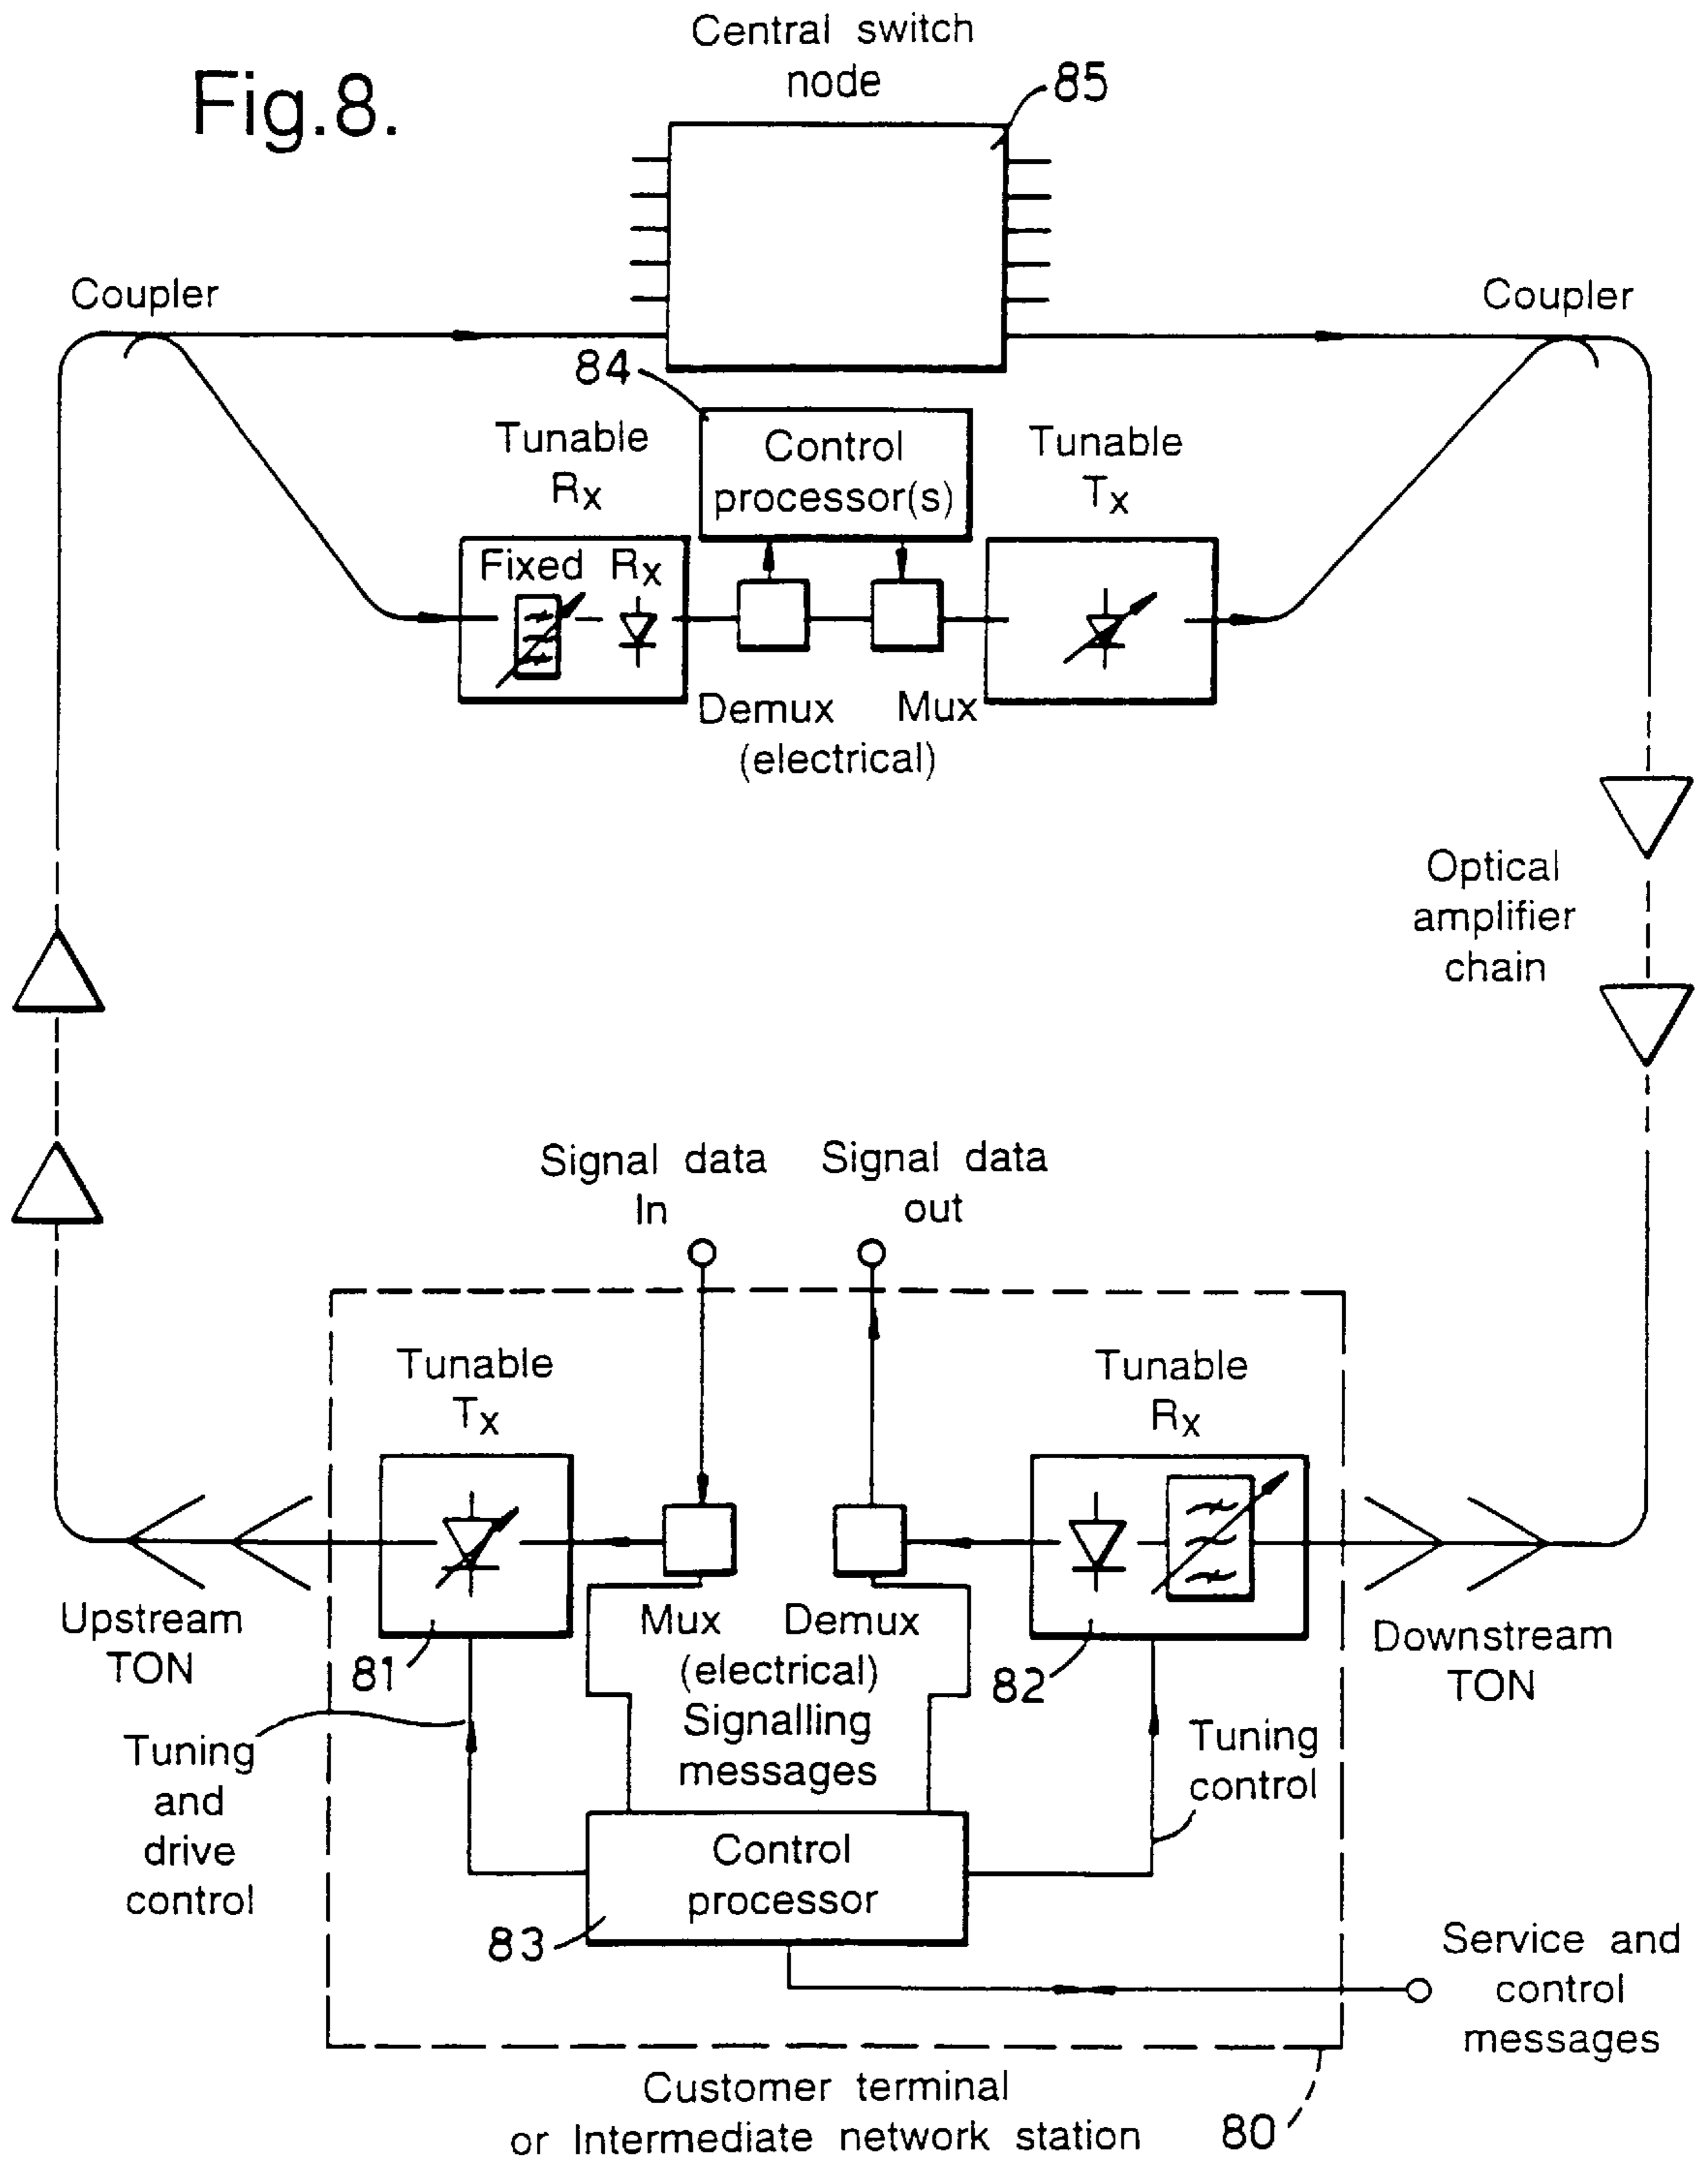 Fig.8.
Central switch
node
85
Coupler
Coupler
84
Tunable
Rx
Control
processor(s)
Tunable
Tx
Fixed Rx
Demux
Mux
(electrical)
Optical
amplifier
chain
Signal data
In
Signal data
out
Tunable
Tx
Tunable
Rx
Upstream
TON
81
Mux
Demux
(electrical)
Signalling
messages
82
Downstream
TON
Tuning
and
drive
control
Tuning
control
Control
processor
83
Service and
control
messages
Customer terminal
or Intermediate network station
80